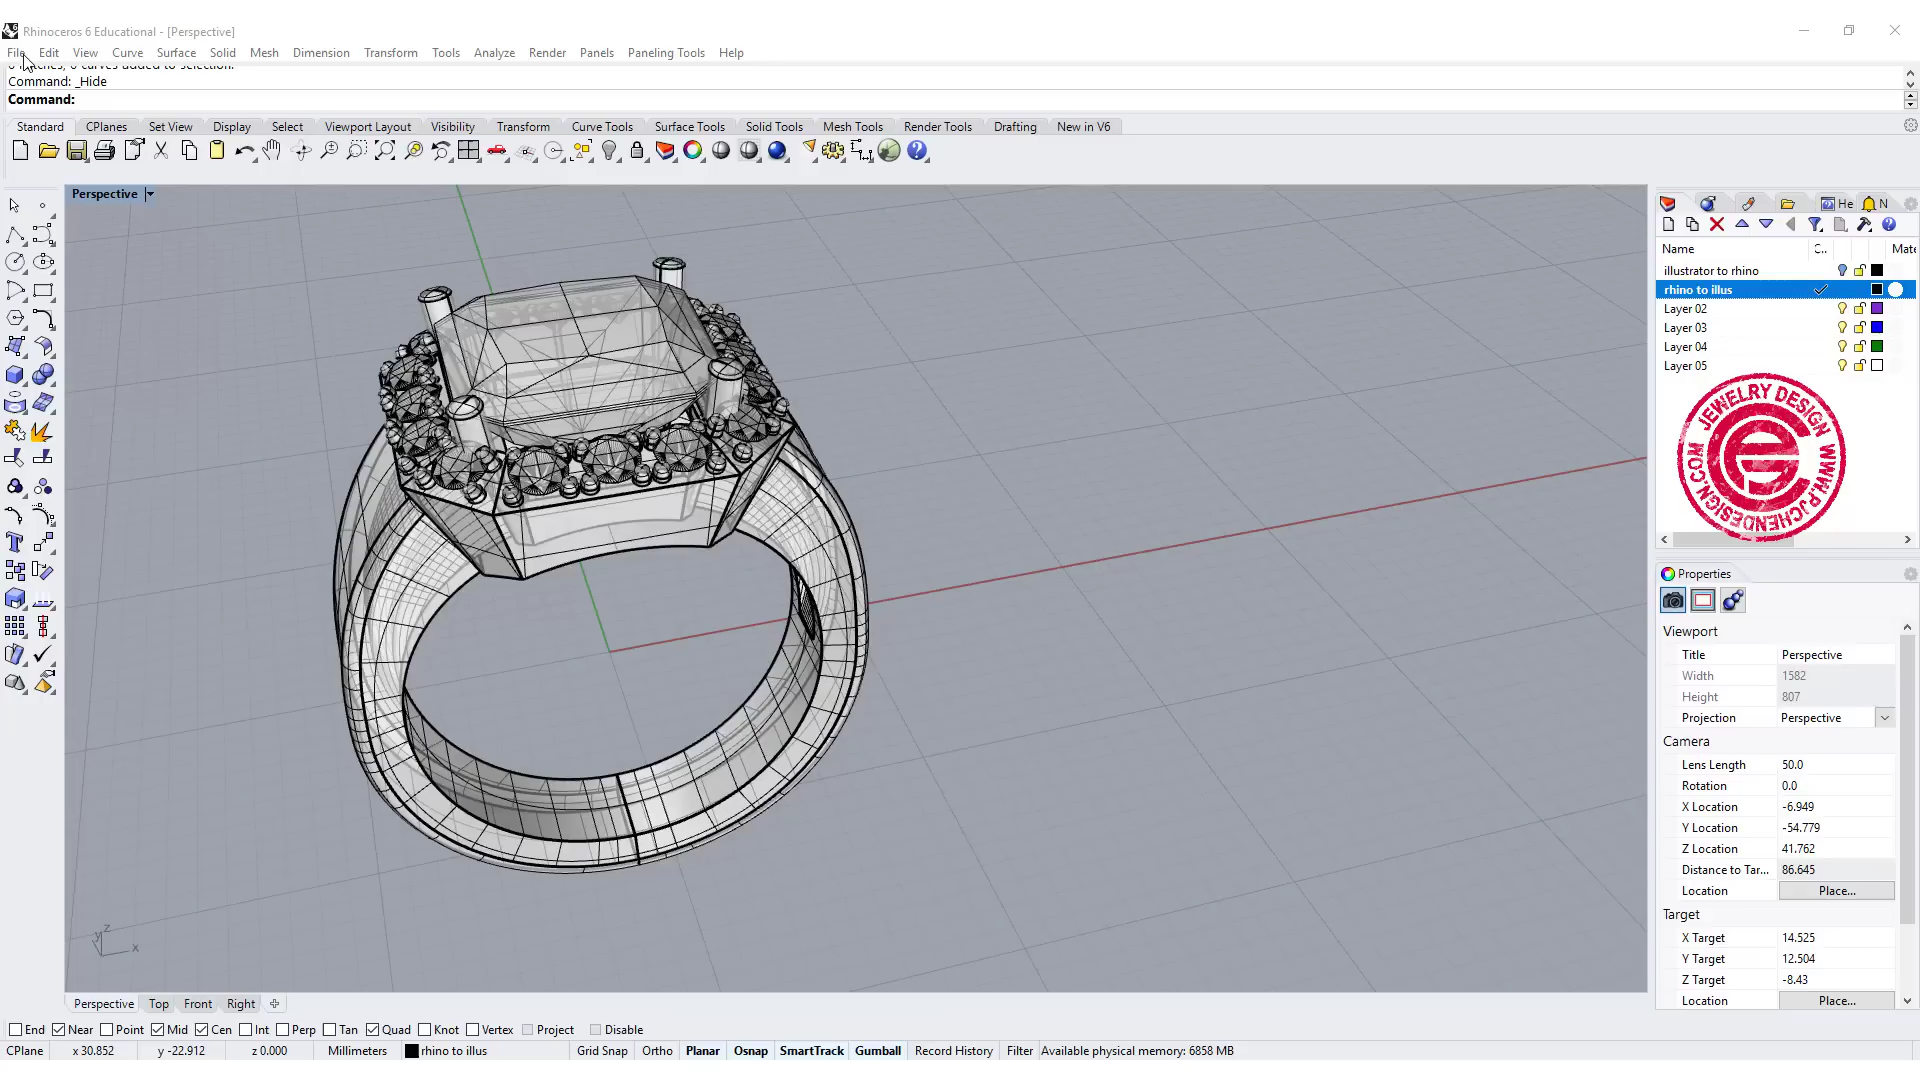 Rhinoceros 6 Educational - [Perspective]
File Edit View Curve Surface Solid Mesh Dimension Transform Tools Analyze Render Panels Paneling Tools Help
curves added to selection.
Command: _Hide
Command:
Standard CPlanes Set View Display Select Viewport Layout Visibility Transform Curve Tools Surface Tools Solid Tools Mesh Tools Render Tools Drafting New in V6
Perspective
He N
Name C.. Mate
illustrator to rhino
rhino to illus
Layer 02
Layer 03
Layer 04
Layer 05
JEWELRY DESIGN WWW.PJCHENDESIGN.COM
Properties
Viewport
Title Perspective
Width 1582
Height 807
Projection Perspective
Camera
Lens Length 50.0
Rotation 0.0
X Location -6.949
Y Location -54.779
Z Location 41.762
Distance to Tar... 86.645
Location Place...
Target
X Target 14.525
Y Target 12.504
Z Target -8.43
Location Place...
z
y
x
Perspective Top Front Right
End Near Point Mid Cen Int Perp Tan Quad Knot Vertex Project Disable
CPlane x 30.852 y -22.912 z 0.000 Millimeters rhino to illus Grid Snap Ortho Planar Osnap SmartTrack Gumball Record History Filter Available physical memory: 6858 MB